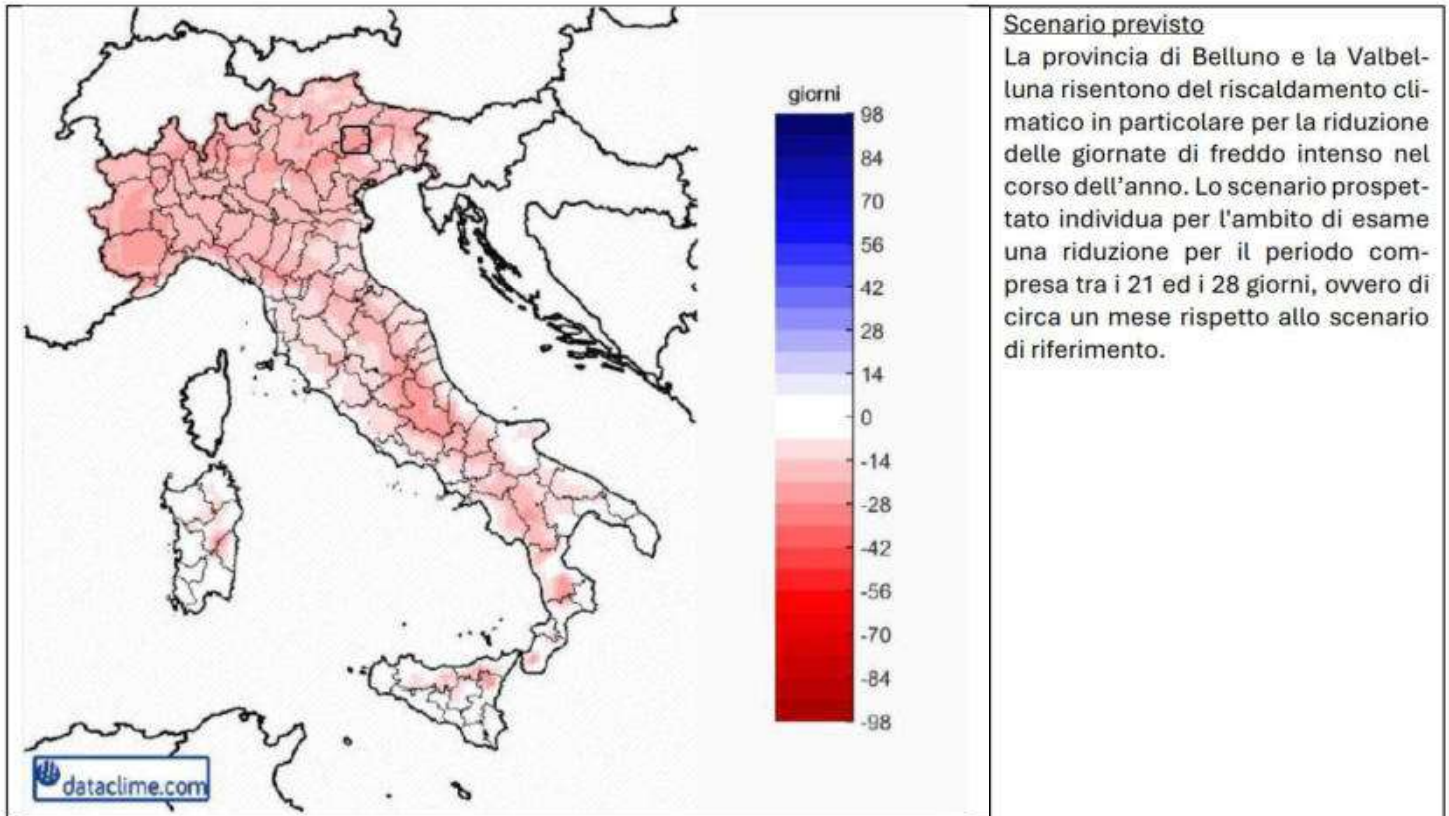 giorni
98
84
70
56
42
28
14
0
-14
-28
-42
-56
-70
-84
-98
dataclime.com
Scenario previsto
La provincia di Belluno e la Valbel-
luna risentono del riscaldamento cli-
matico in particolare per la riduzione
delle giornate di freddo intenso nel
corso dell'anno. Lo scenario prospet-
tato individua per l'ambito di esame
una riduzione per il periodo com-
presa tra i 21 ed i 28 giorni, ovvero di
circa un mese rispetto allo scenario
di riferimento.